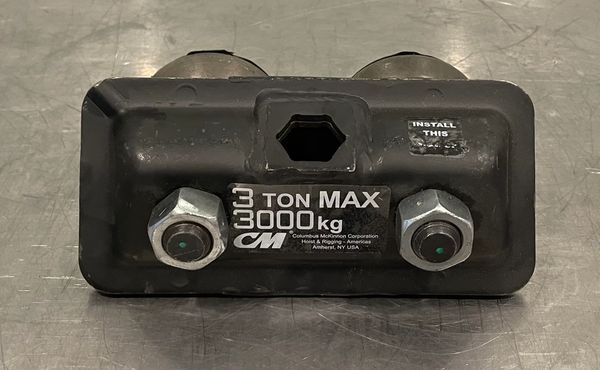 INSTALL
THIS
3 TON MAX
3000kg
CM®
Columbus McKinnon Corporation
Hoist & Rigging - Americas
Amherst, NY USA